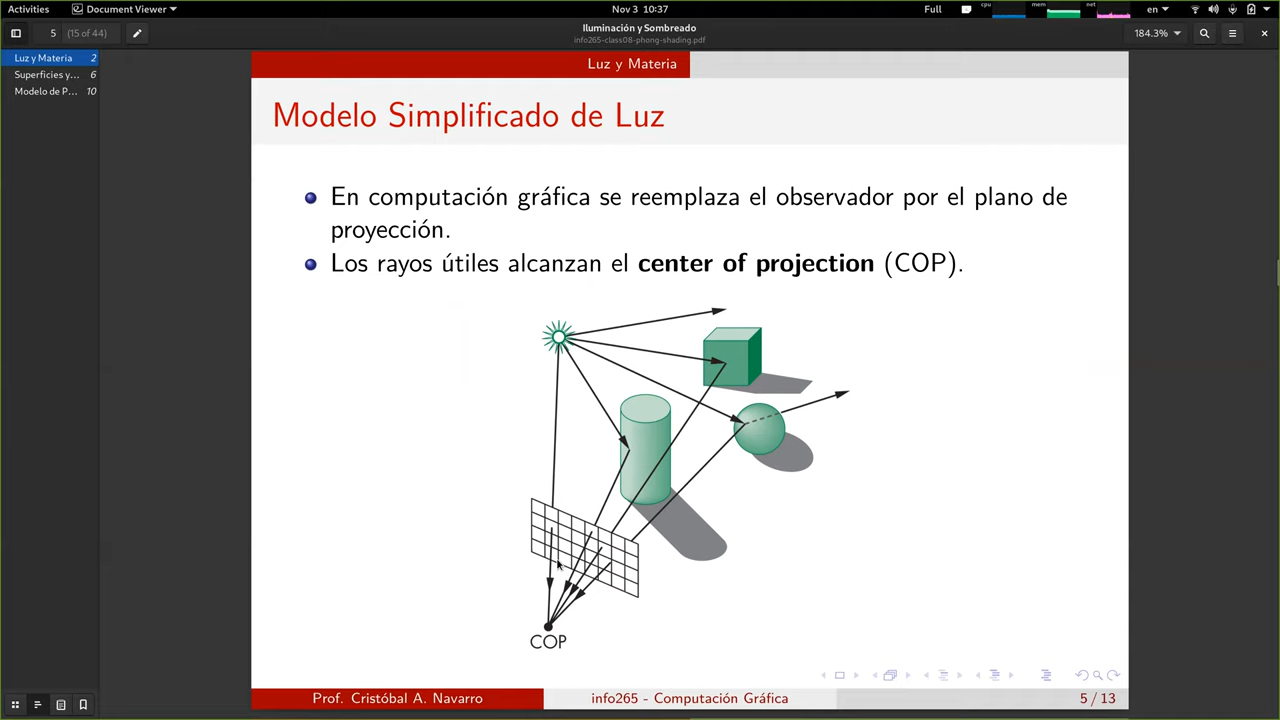 Activities
Document Viewer
Nov 3 10:37
Full
cpu
mem
net
en
5
(15 of 44)
Iluminación y Sombreado
info265-class08-phong-shading.pdf
184.3%
Luz y Materia 2
Superficies y... 6
Modelo de P... 10
Luz y Materia
Modelo Simplificado de Luz
En computación gráfica se reemplaza el observador por el plano de
proyección.
Los rayos útiles alcanzan el center of projection (COP).
COP
Prof. Cristóbal A. Navarro
info265 - Computación Gráfica
5 / 13